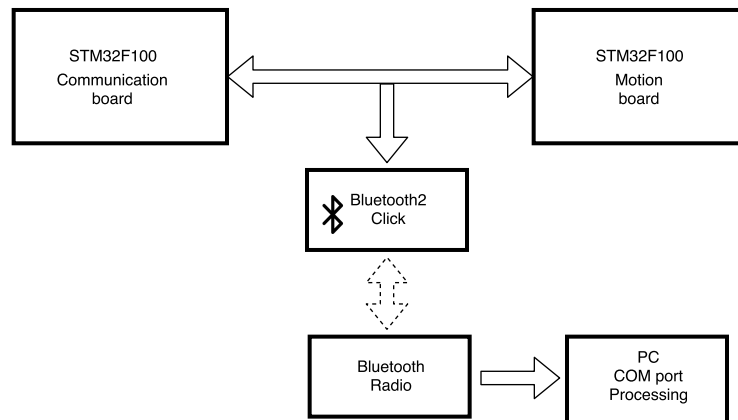 STM32F100
Communication
board
STM32F100
Motion
board
Bluetooth2
Click
Bluetooth
Radio
PC
COM port
Processing